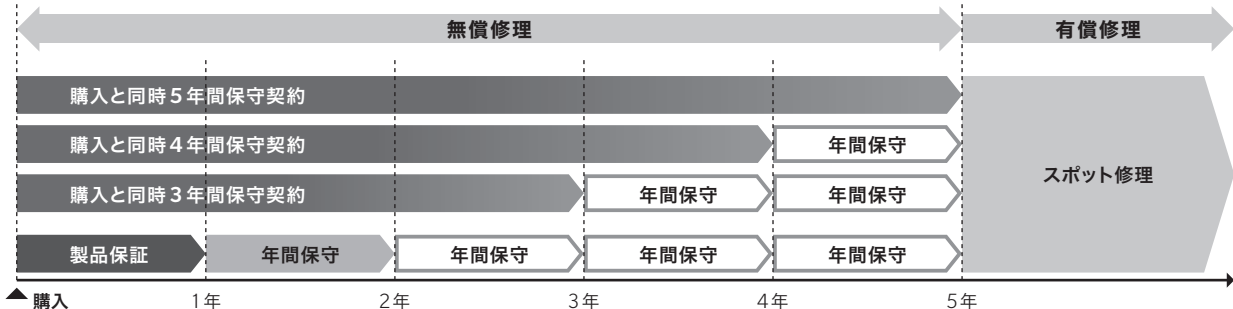 無償修理
有償修理
購入と同時5年間保守契約
購入と同時4年間保守契約
年間保守
スポット修理
購入と同時3年間保守契約
年間保守
年間保守
製品保証
年間保守
年間保守
年間保守
年間保守
購入
1年
2年
3年
4年
5年